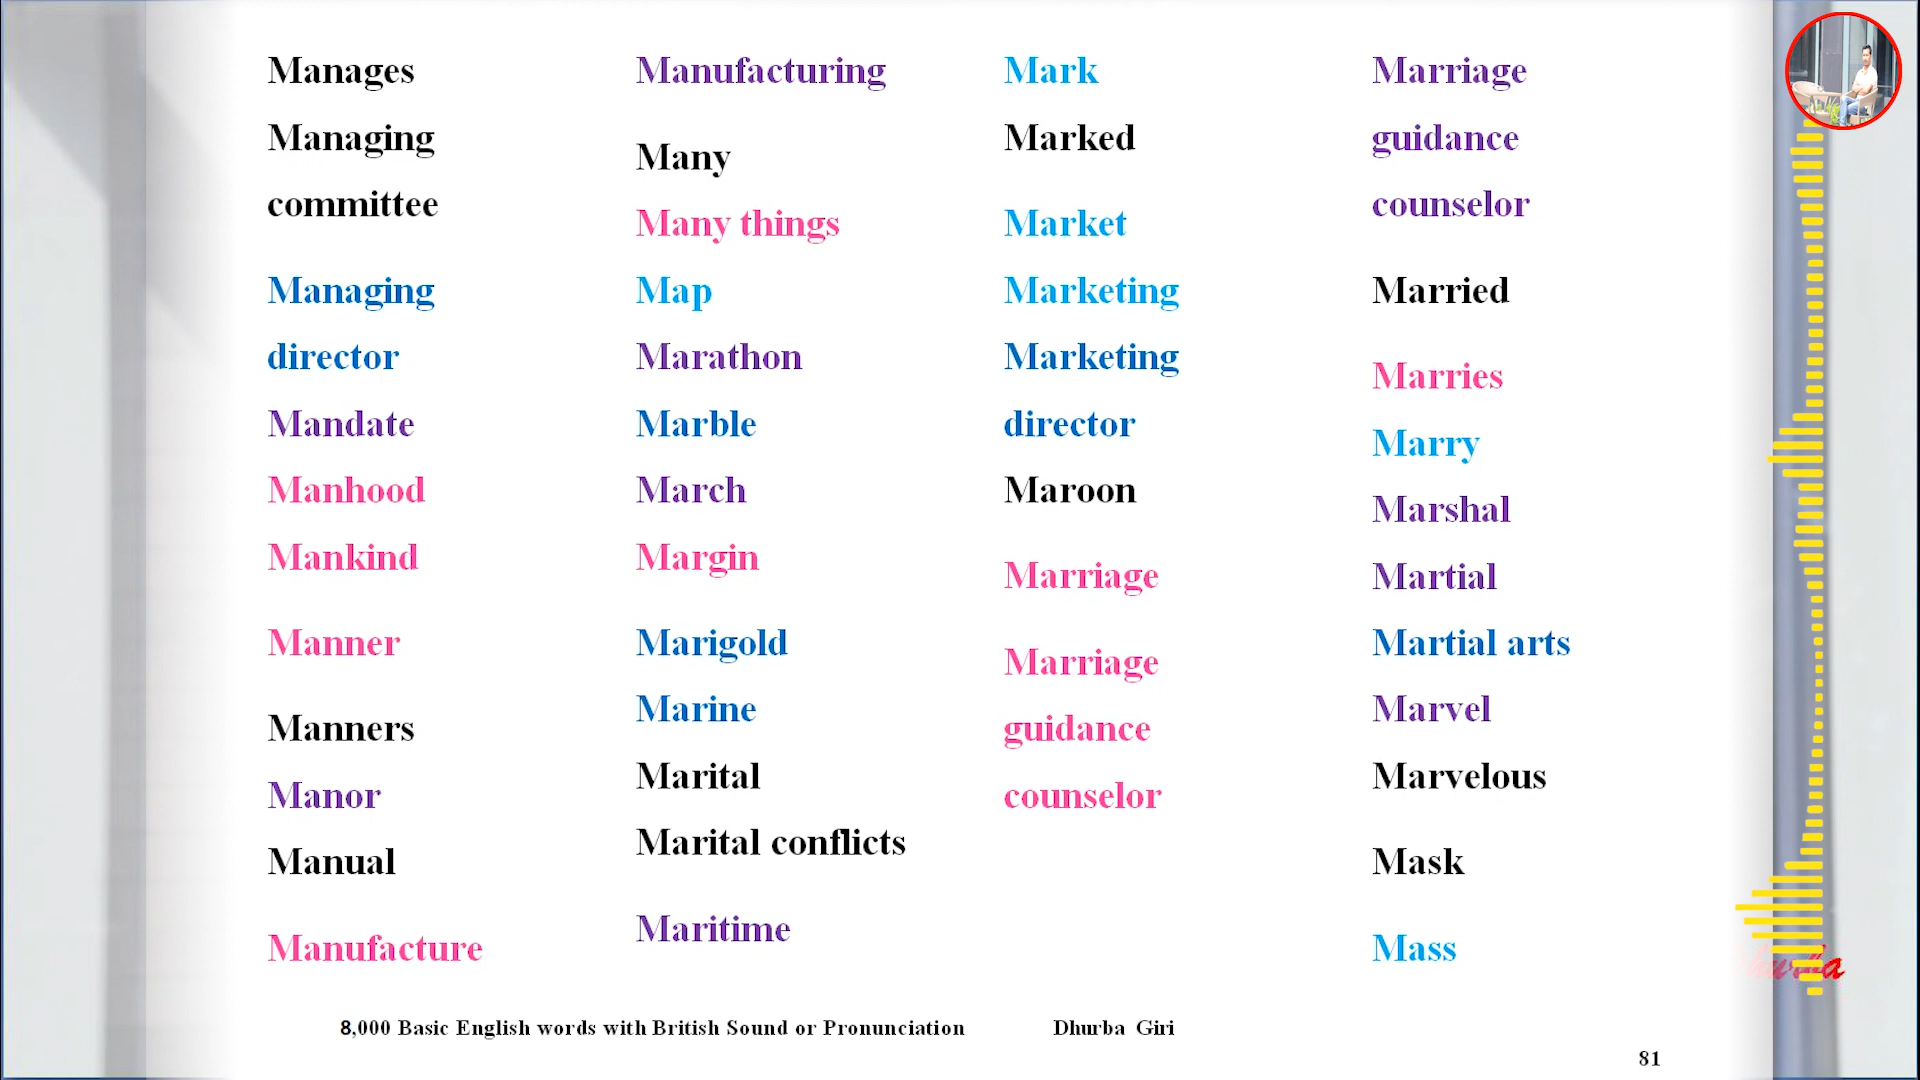 Manages
Managing
committee
Managing
director
Mandate
Manhood
Mankind
Manner
Manners
Manor
Manual
Manufacture
Manufacturing
Many
Many things
Map
Marathon
Marble
March
Margin
Marigold
Marine
Marital
Marital conflicts
Maritime
Mark
Marked
Market
Marketing
Marketing
director
Maroon
Marriage
Marriage
guidance
counselor
Marriage
guidance
counselor
Married
Marries
Marry
Marshal
Martial
Martial arts
Marvel
Marvelous
Mask
Mass
8,000 Basic English words with British Sound or Pronunciation Dhurba Giri
81